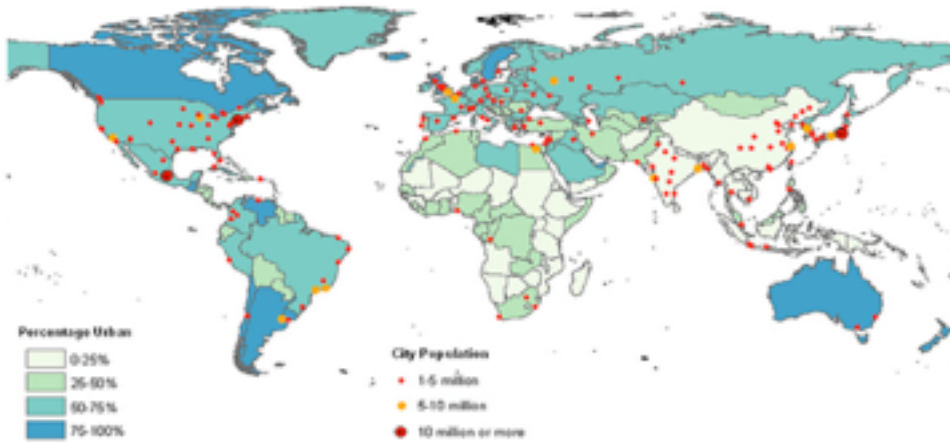 Percentage Urban
0-25%
25-50%
50-75%
75-100%
City Population
1-5 million
5-10 million
10 million or more